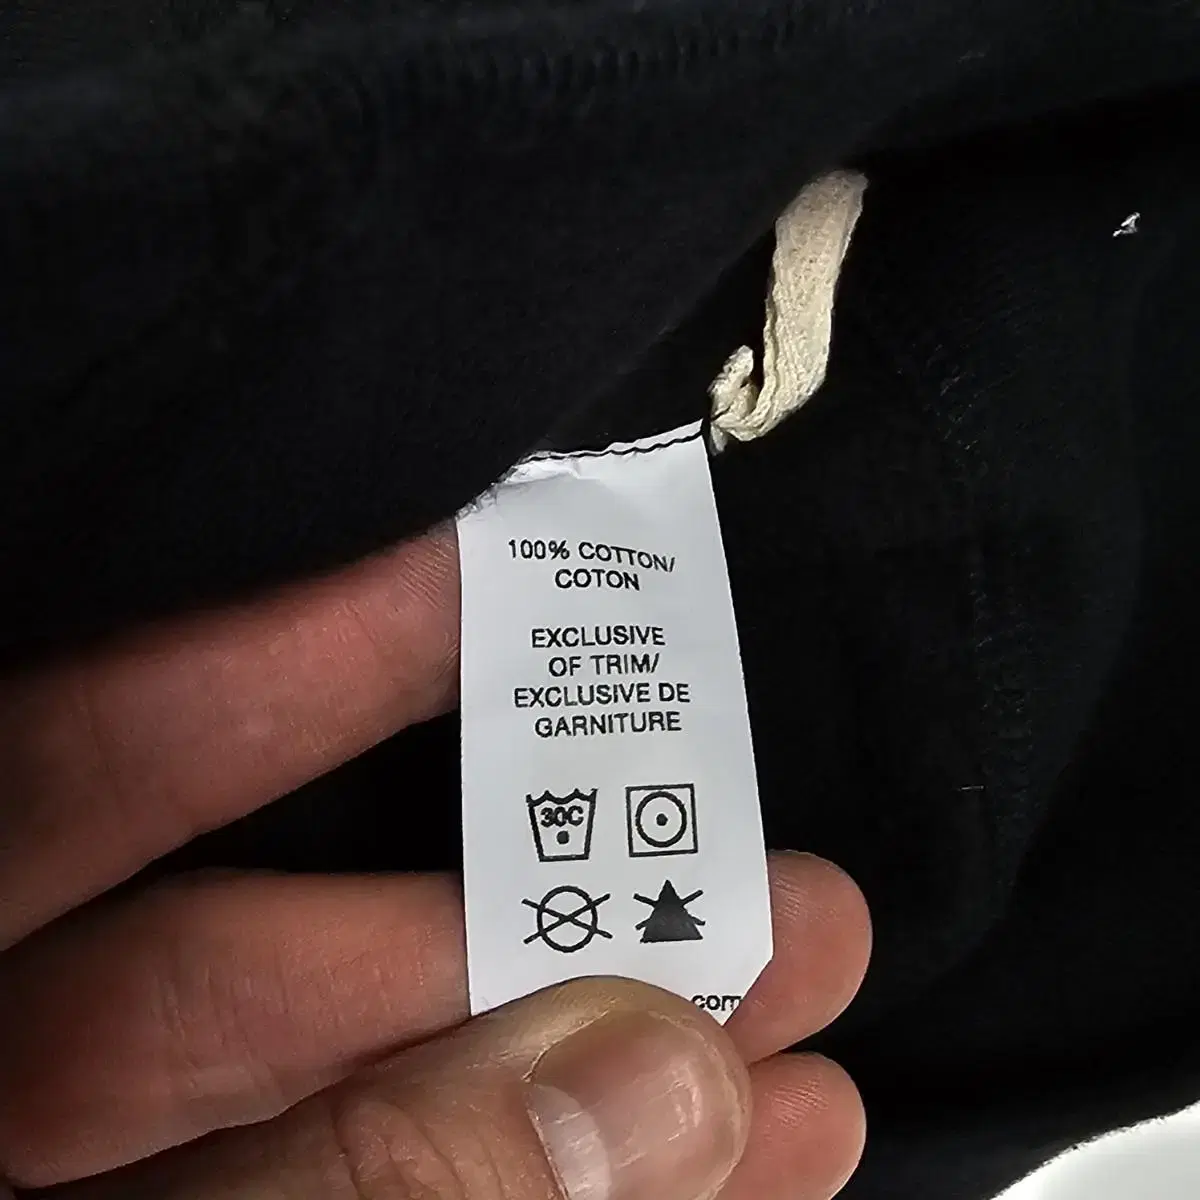 100% COTTON/
COTON
EXCLUSIVE
OF TRIM/
EXCLUSIVE DE
GARNITURE
30C
.com